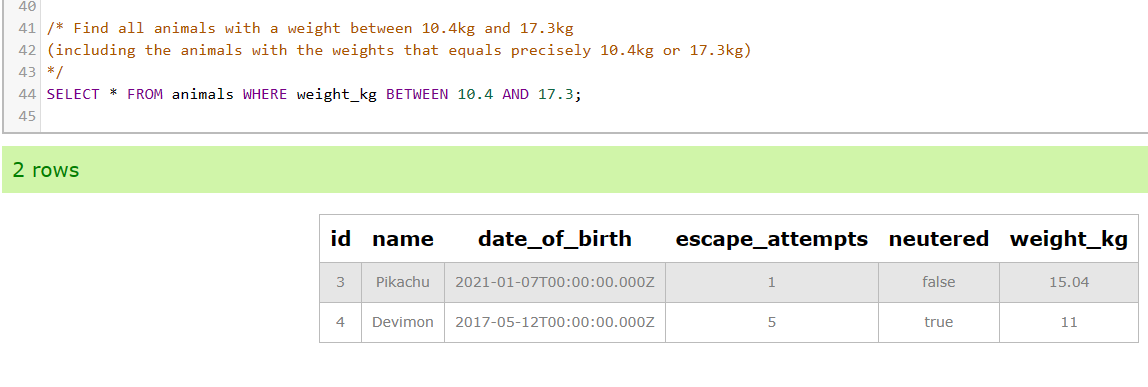 40
41 /* Find all animals with a weight between 10.4kg and 17.3kg
42 (including the animals with the weights that equals precisely 10.4kg or 17.3kg)
43 */
44 SELECT * FROM animals WHERE weight_kg BETWEEN 10.4 AND 17.3;
45
2 rows
id name date_of_birth escape_attempts neutered weight_kg
3 Pikachu 2021-01-07T00:00:00.000Z 1 false 15.04
4 Devimon 2017-05-12T00:00:00.000Z 5 true 11